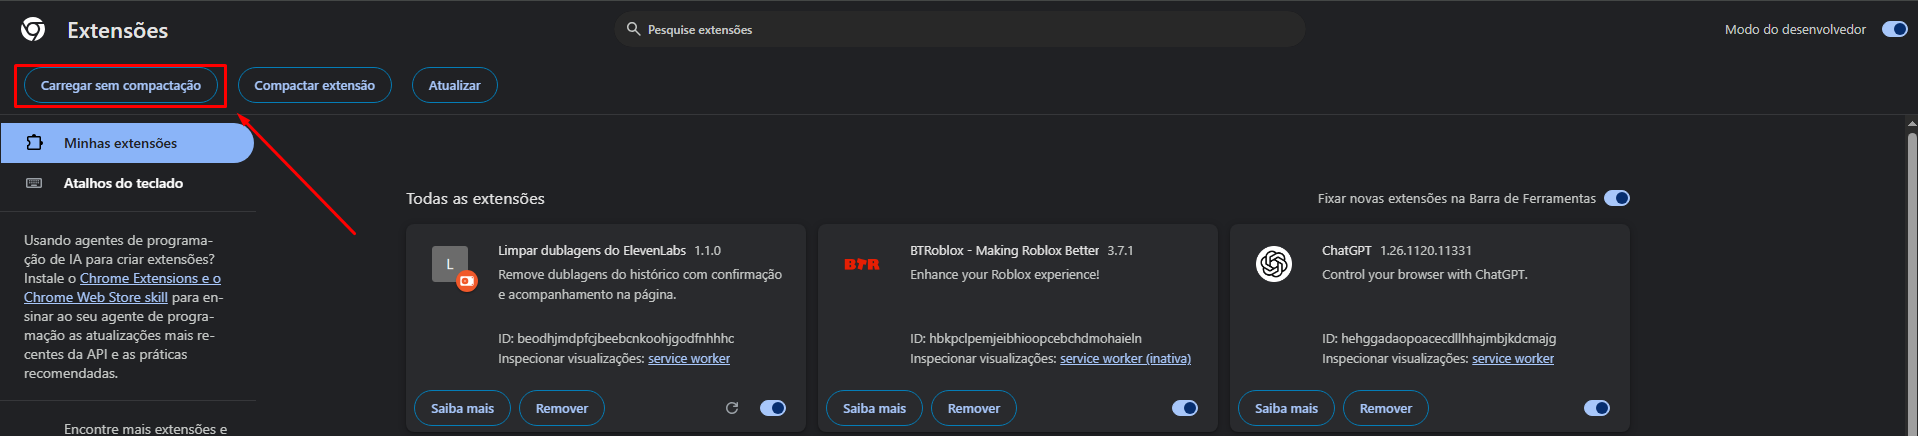 Extensões
Pesquise extensões
Modo do desenvolvedor
Carregar sem compactação
Compactar extensão
Atualizar
Minhas extensões
Atalhos do teclado
Usando agentes de programa-
ção de IA para criar extensões?
Instale o Chrome Extensions e o
Chrome Web Store skill para en-
sinar ao seu agente de progra-
mação as atualizações mais re-
centes da API e as práticas
recomendadas.
Encontre mais extensões e
Todas as extensões
Fixar novas extensões na Barra de Ferramentas
L
Limpar dublagens do ElevenLabs 1.1.0
Remove dublagens do histórico com confirmação
e acompanhamento na página.
ID: beodhjmdpfcjbeebcnkoohjgodfnhhhc
Inspecionar visualizações: service worker
Saiba mais
Remover
BTR
BTRoblox - Making Roblox Better 3.7.1
Enhance your Roblox experience!
ID: hbkpclpemjeibhioopcebchdmohaieln
Inspecionar visualizações: service worker (inativa)
Saiba mais
Remover
ChatGPT 1.26.1120.11331
Control your browser with ChatGPT.
ID: hehggadaopoacecdllhhajmbjkdcmajg
Inspecionar visualizações: service worker
Saiba mais
Remover